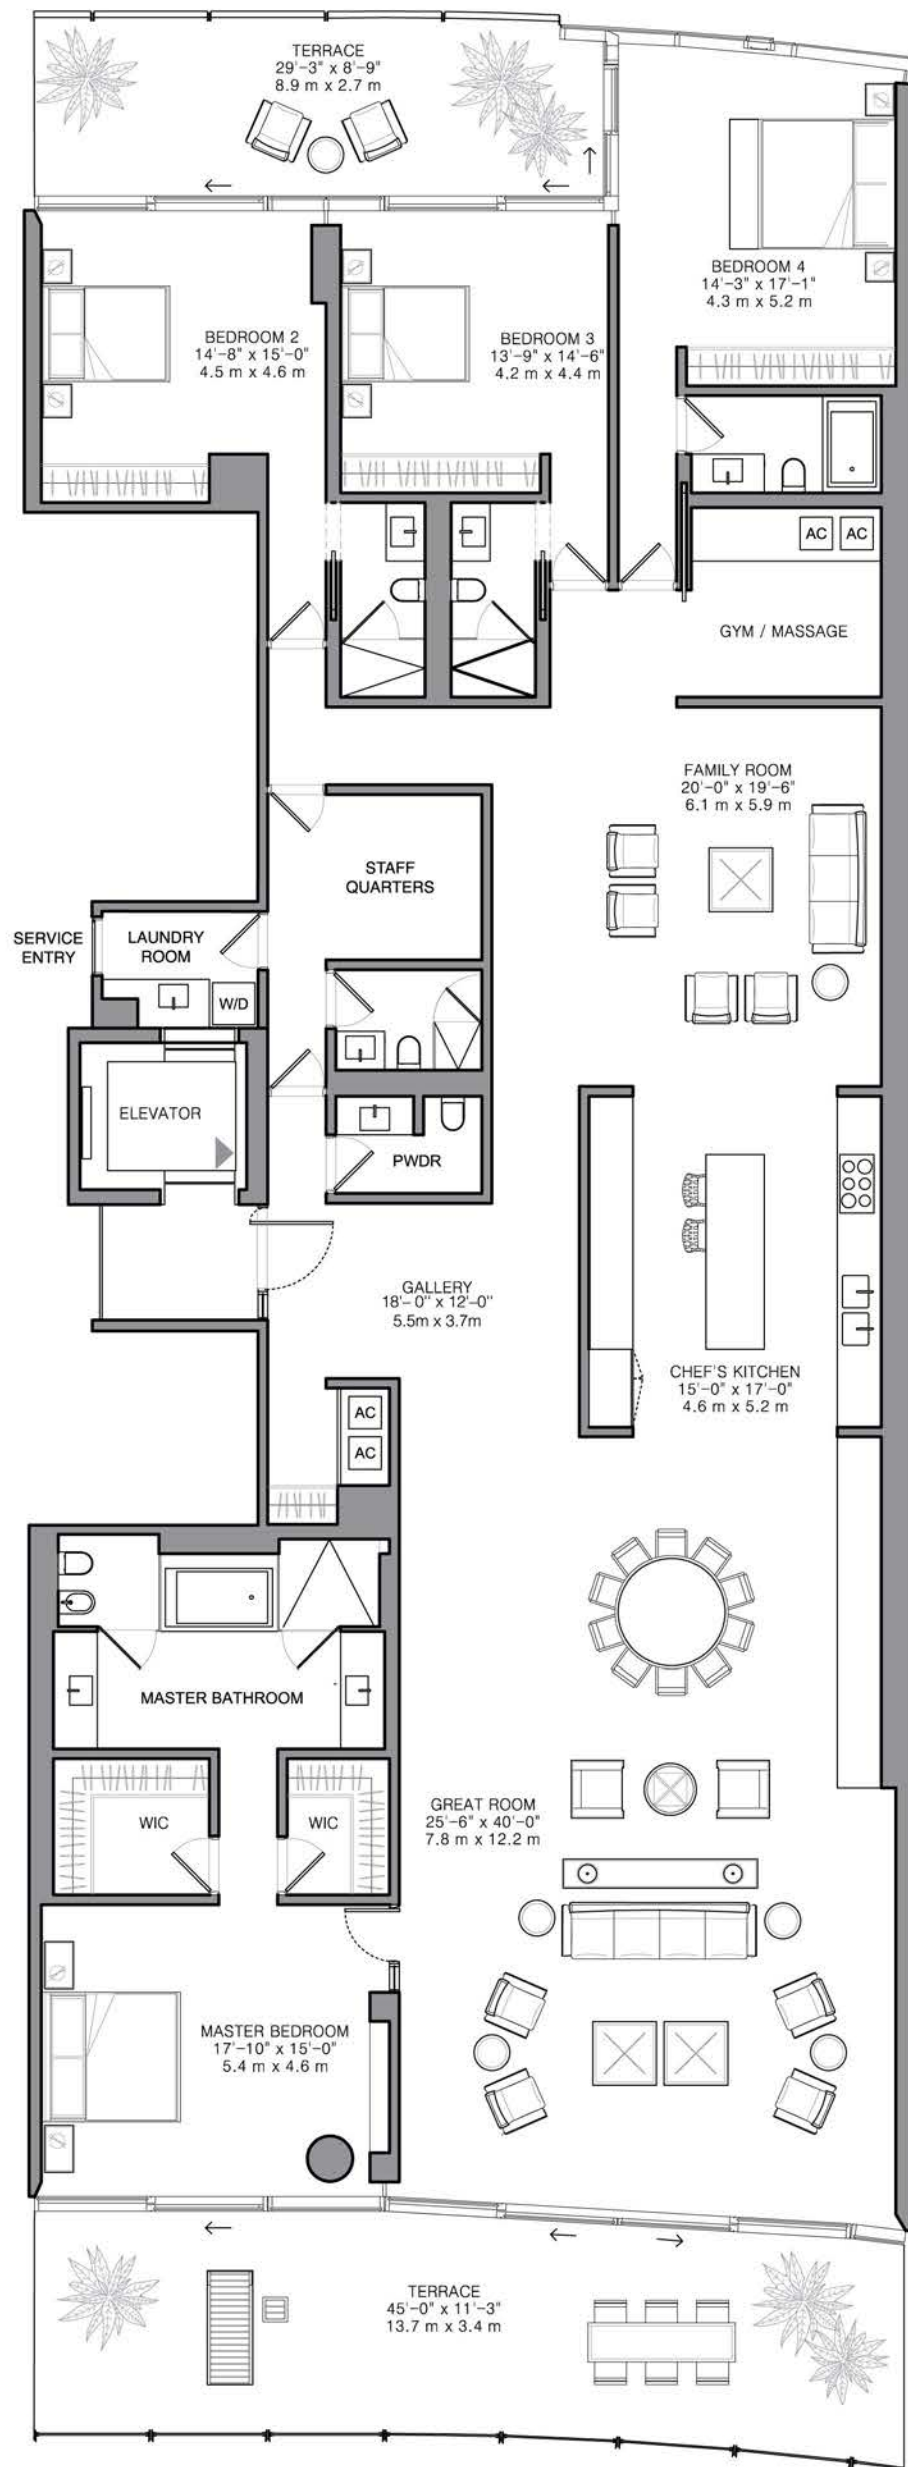 TERRACE
29'-3" x 8'-9"
8.9 m x 2.7 m
BEDROOM 4
14'-3" x 17'-1"
4.3 m x 5.2 m
BEDROOM 2
14'-8" x 15'-0"
4.5 m x 4.6 m
BEDROOM 3
13'-9" x 14'-6"
4.2 m x 4.4 m
AC
AC
GYM / MASSAGE
FAMILY ROOM
20'-0" x 19'-6"
6.1 m x 5.9 m
STAFF
QUARTERS
SERVICE
ENTRY
LAUNDRY
ROOM
W/D
ELEVATOR
PWDR
GALLERY
18'- 0" x 12'-0"
5.5m x 3.7m
CHEF'S KITCHEN
15'-0" x 17'-0"
4.6 m x 5.2 m
AC
AC
MASTER BATHROOM
WIC
WIC
GREAT ROOM
25'-6" x 40'-0"
7.8 m x 12.2 m
MASTER BEDROOM
17'-10" x 15'-0"
5.4 m x 4.6 m
TERRACE
45'-0" x 11'-3"
13.7 m x 3.4 m